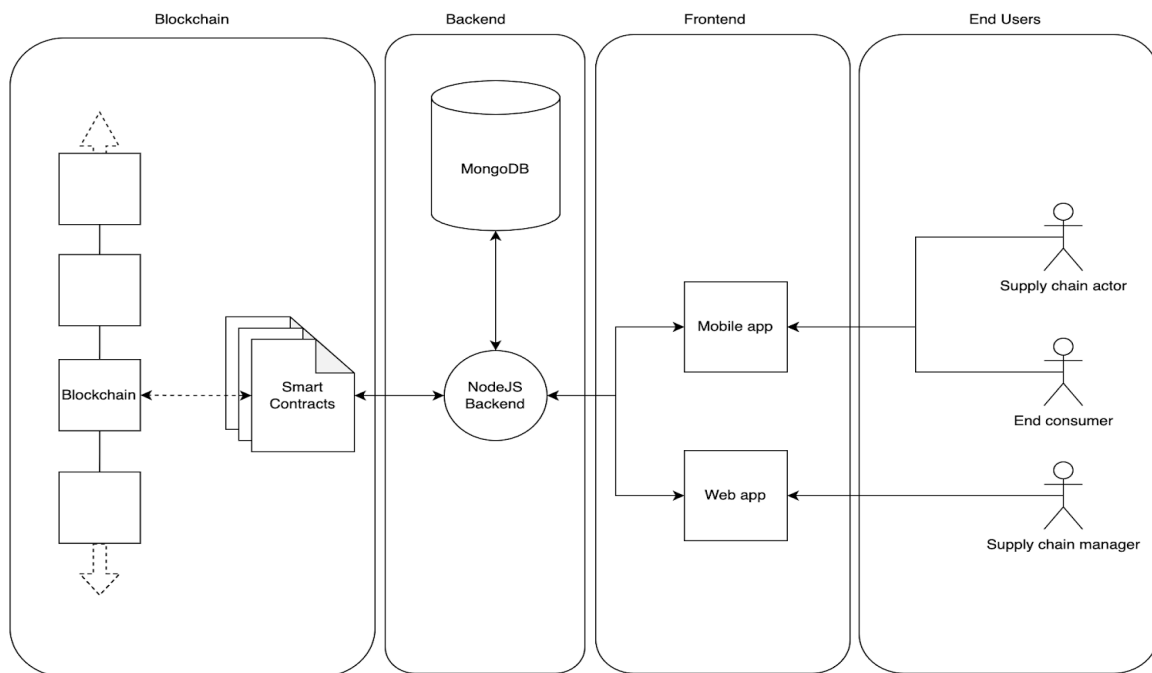 Blockchain
Backend
Frontend
End Users
MongoDB
Supply chain actor
Mobile app
Blockchain
Smart
Contracts
NodeJS
Backend
End consumer
Web app
Supply chain manager